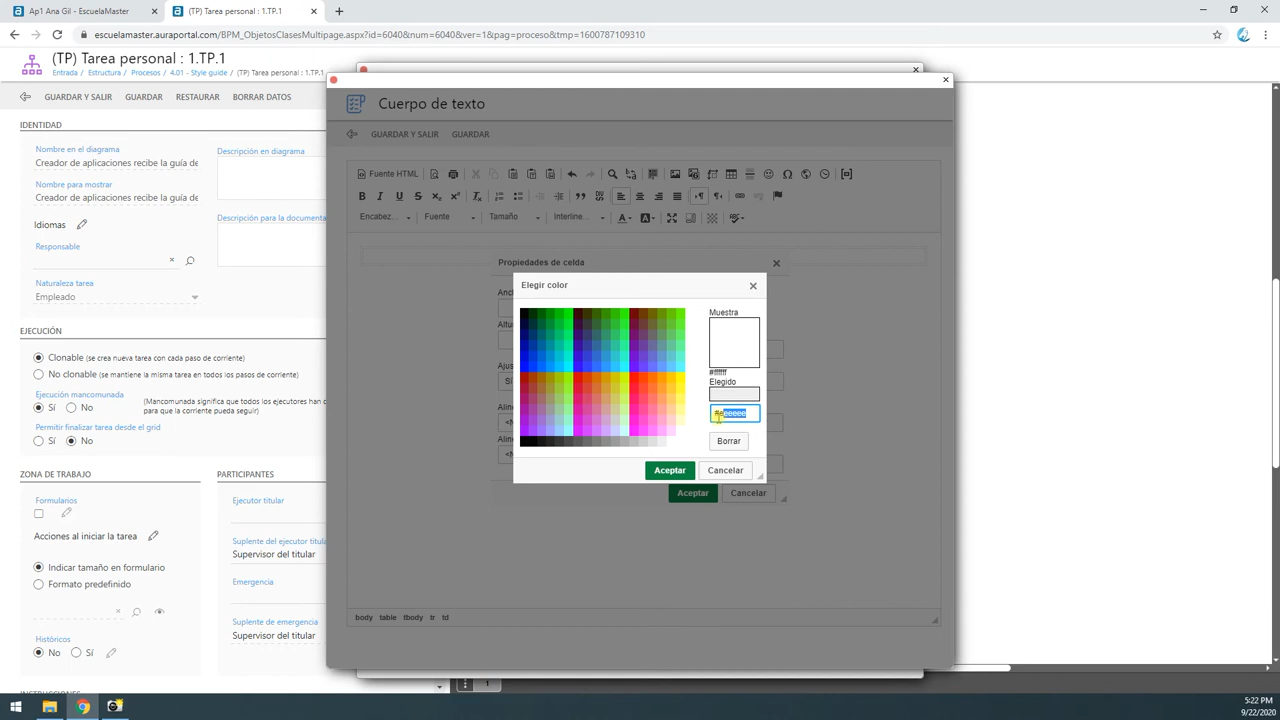 Ap1 Ana Gil - EscuelaMaster
(TP) Tarea personal : 1.TP.1
escuelamaster.auraportal.com/BPM_ObjetosClasesMultipage.aspx?id=6040&num=6040&ver=1&pag=proceso&tmp=1600787109310
(TP) Tarea personal : 1.TP.1
Entrada / Estructura / Procesos / 4.01 - Style guide / (TP) Tarea personal : 1.TP.1
GUARDAR Y SALIR GUARDAR RESTAURAR BORRAR DATOS
IDENTIDAD
Nombre en el diagrama
Creador de aplicaciones recibe la guía de
Descripción en diagrama
Nombre para mostrar
Creador de aplicaciones recibe la guía de
Idiomas
Descripción para la documenta
Responsable
Naturaleza tarea
Empleado
EJECUCIÓN
Clonable (se crea nueva tarea con cada paso de corriente)
No clonable (se mantiene la misma tarea en todos los pasos de corriente)
Ejecución mancomunada
Sí No
(Mancomunada significa que todos los ejecutores han
para que la corriente pueda seguir)
Permitir finalizar tarea desde el grid
Sí No
ZONA DE TRABAJO
PARTICIPANTES
Formularios
Ejecutor titular
Acciones al iniciar la tarea
Suplente del ejecutor titula
Supervisor del titular
Indicar tamaño en formulario
Formato predefinido
Emergencia
Suplente de emergencia
Supervisor del titular
Históricos
No Sí
Cuerpo de texto
GUARDAR Y SALIR GUARDAR
Fuente HTML
Encabez... Fuente Tamaño Interline...
Propiedades de celda
Elegir color
Muestra
#ffffff
Elegido
#eeeeee
Borrar
Aceptar Cancelar
Aceptar Cancelar
body table tbody tr td
1
5:22 PM
9/22/2020